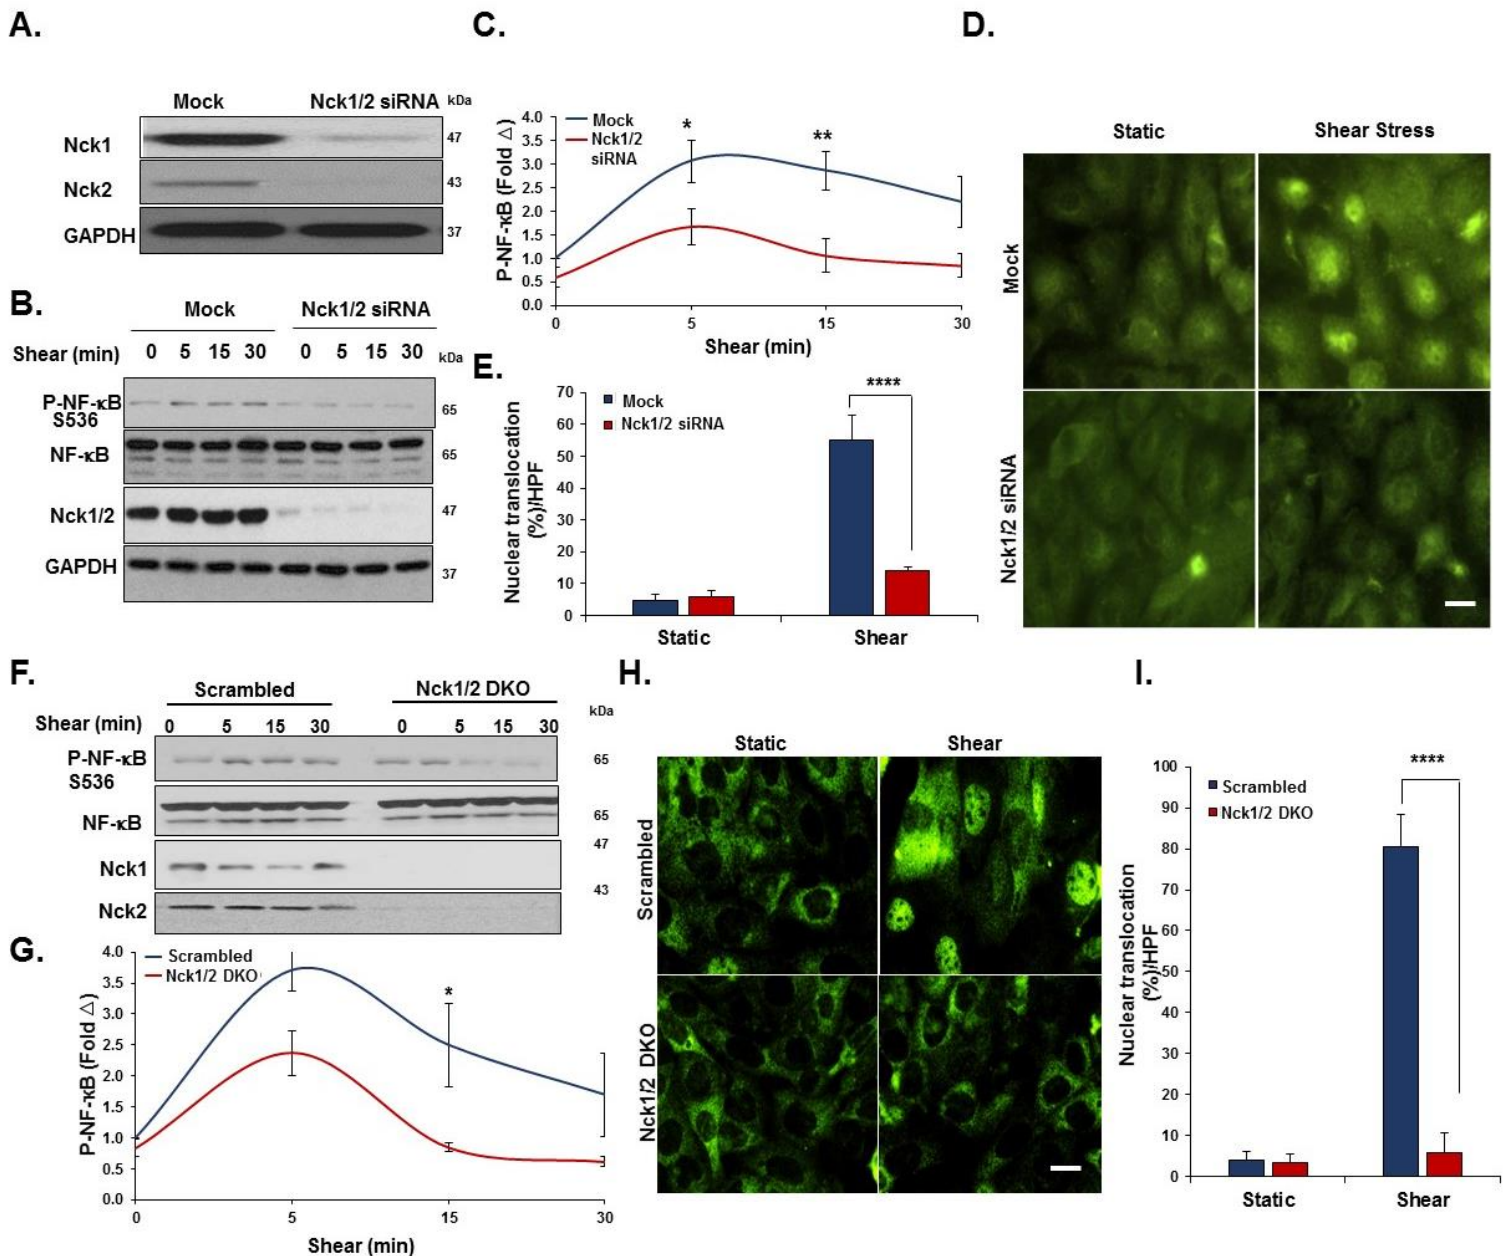 A.
Mock Nck1/2 siRNA kDa
Nck1 47
Nck2 43
GAPDH 37
B.
Mock Nck1/2 siRNA
Shear (min) 0 5 15 30 0 5 15 30 kDa
P-NF-κB 65
S536
NF-κB 65
Nck1/2 47
GAPDH 37
C.
P-NF-κB (Fold △)
4.0
3.5
3.0
2.5
2.0
1.5
1.0
0.5
0.0
Mock
Nck1/2
siRNA
* **
0 5 15 30
Shear (min)
D.
Static Shear Stress
Mock
Nck1/2 siRNA
E.
Nuclear translocation
(%)/HPF
70
60
50
40
30
20
10
0
Mock
Nck1/2 siRNA
****
Static Shear
F.
Scrambled Nck1/2 DKO
Shear (min) 0 5 15 30 0 5 15 30 kDa
P-NF-κB 65
S536
NF-κB 65
47
Nck1
43
Nck2
G.
P-NF-κB (Fold △)
4.0
3.5
3.0
2.5
2.0
1.5
1.0
0.5
0.0
Scrambled
Nck1/2 DKO
*
0 5 15 30
Shear (min)
H.
Static Shear
Scrambled
Nck1/2 DKO
I.
Nuclear translocation
(%)/HPF
100
90
80
70
60
50
40
30
20
10
0
Scrambled
Nck1/2 DKO
****
Static Shear